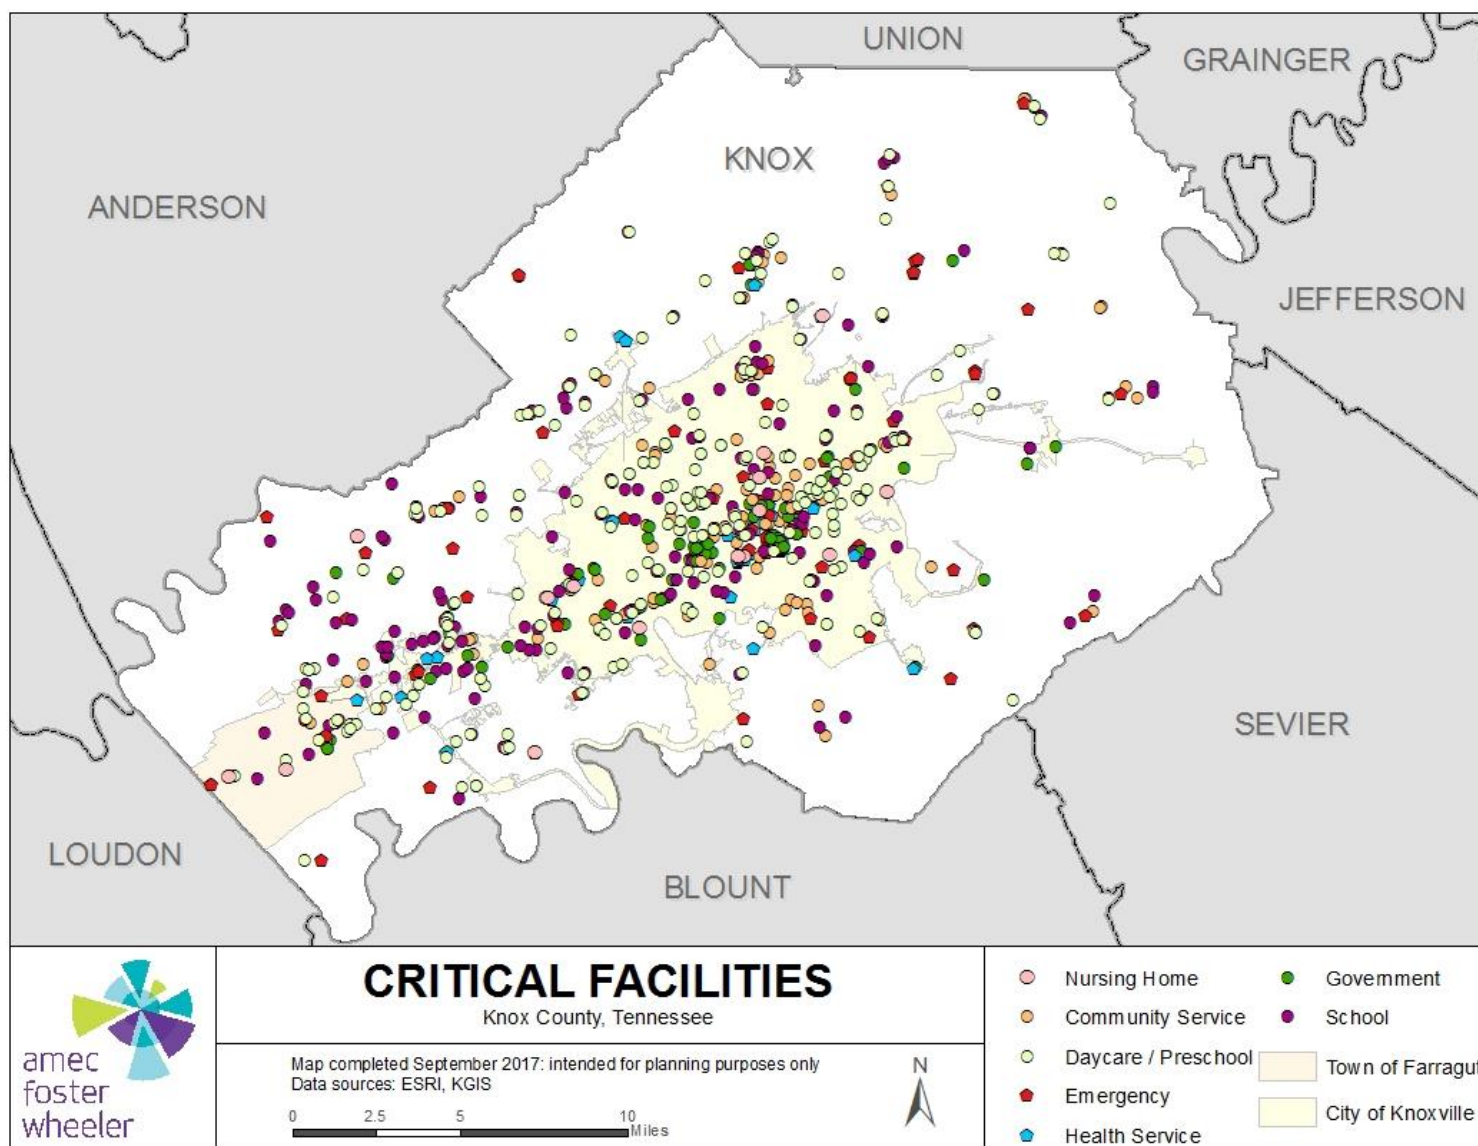 UNION
GRAINGER
KNOX
ANDERSON
JEFFERSON
SEVIER
LOUDON
BLOUNT
amec
foster
wheeler
CRITICAL FACILITIES
Knox County, Tennessee
Map completed September 2017: intended for planning purposes only
Data sources: ESRI, KGIS
N
0 2.5 5 10
Miles
Nursing Home
Community Service
Daycare / Preschool
Emergency
Health Service
Government
School
Town of Farragut
City of Knoxville